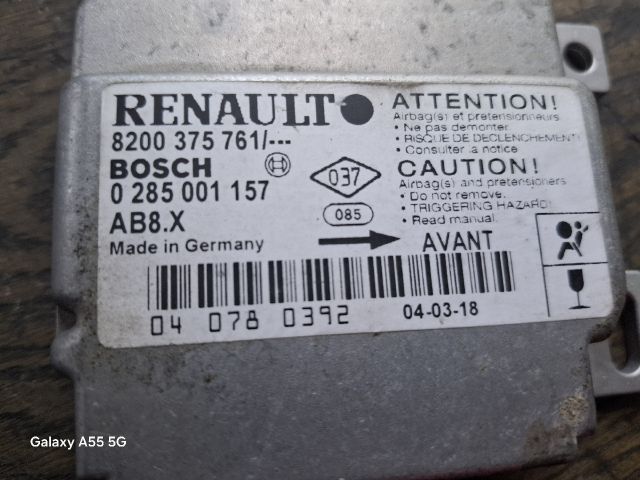 RENAULT
8200 375 761/---
BOSCH
0 285 001 157
AB8.X
Made in Germany
037
085
AVANT
ATTENTION!
Airbag(s) et pretensionneurs
• Ne pas demonter
• RISQUE DE DECLENCHEMENT!
• Consulter la notice
CAUTION!
Airbag(s) and pretensioners
• Do not remove.
• TRIGGERING HAZARD!
• Read manual.
04 0780 0392
04-03-18
Galaxy A55 5G